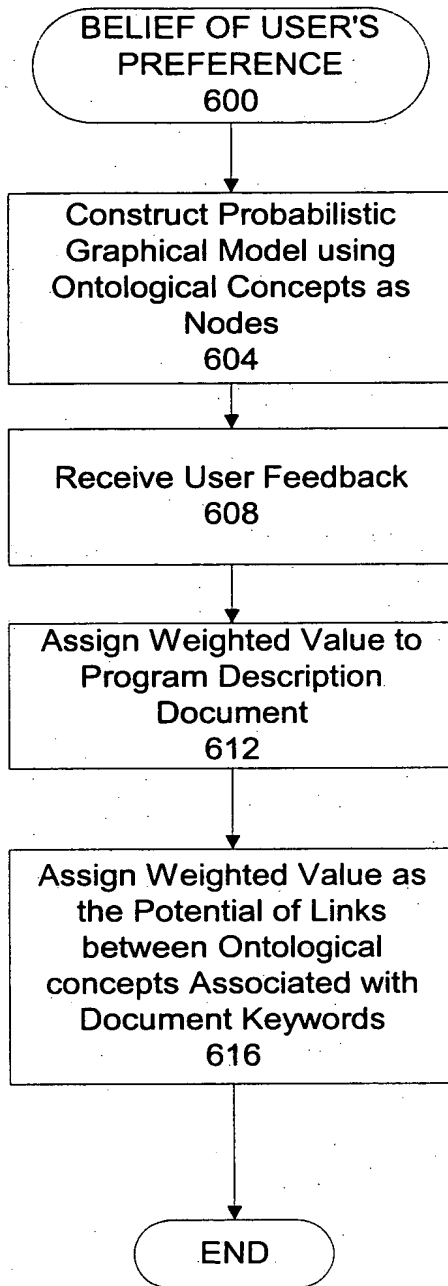 BELIEF OF USER'S
PREFERENCE
600
Construct Probabilistic
Graphical Model using
Ontological Concepts as
Nodes
604
Receive User Feedback
608
Assign Weighted Value to
Program Description
Document
612
Assign Weighted Value as
the Potential of Links
between Ontological
concepts Associated with
Document Keywords
616
END